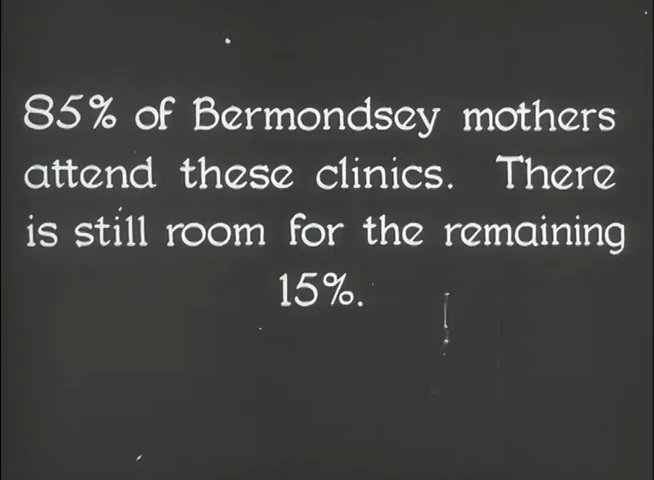 85% of Bermondsey mothers
attend these clinics. There
is still room for the remaining
15%.